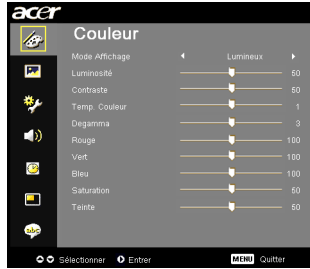 acer
Couleur
Mode Affichage Lumineux
Luminosité 50
Contraste 50
Temp. Couleur 1
Degamma 3
Rouge 100
Vert 100
Bleu 100
Saturation 50
Teinte 50
abc
Sélectionner Entrer MENU Quitter